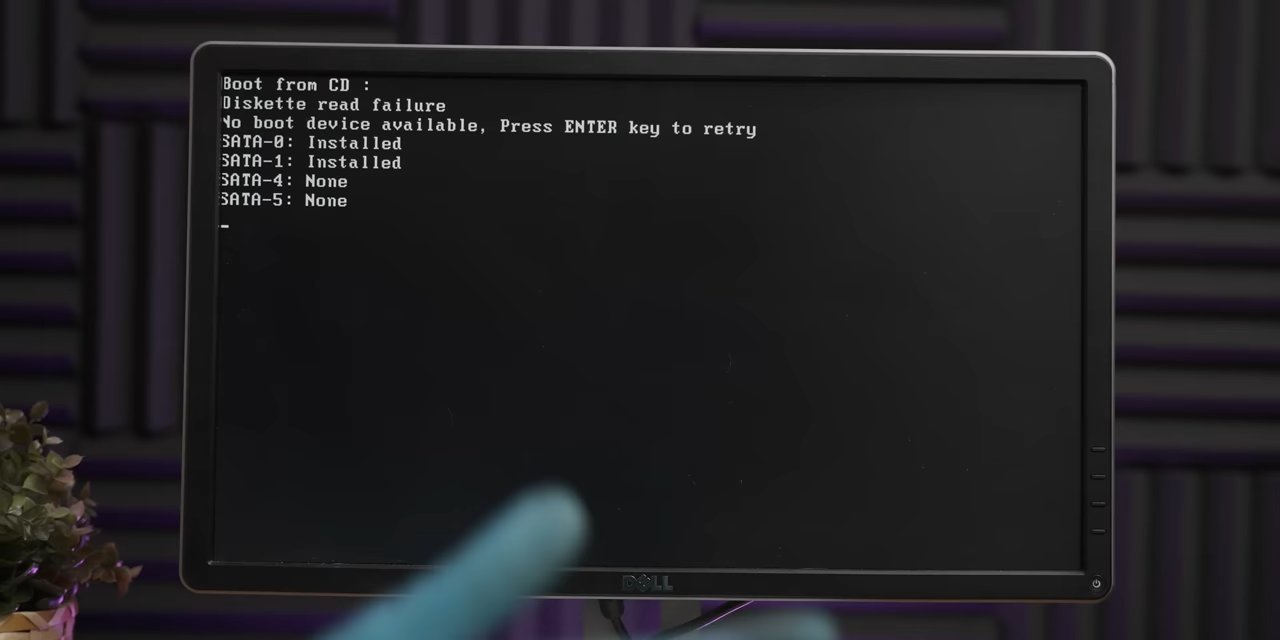 Boot from CD :
Diskette read failure
No boot device available, Press ENTER key to retry
SATA-0: Installed
SATA-1: Installed
SATA-4: None
SATA-5: None
DELL